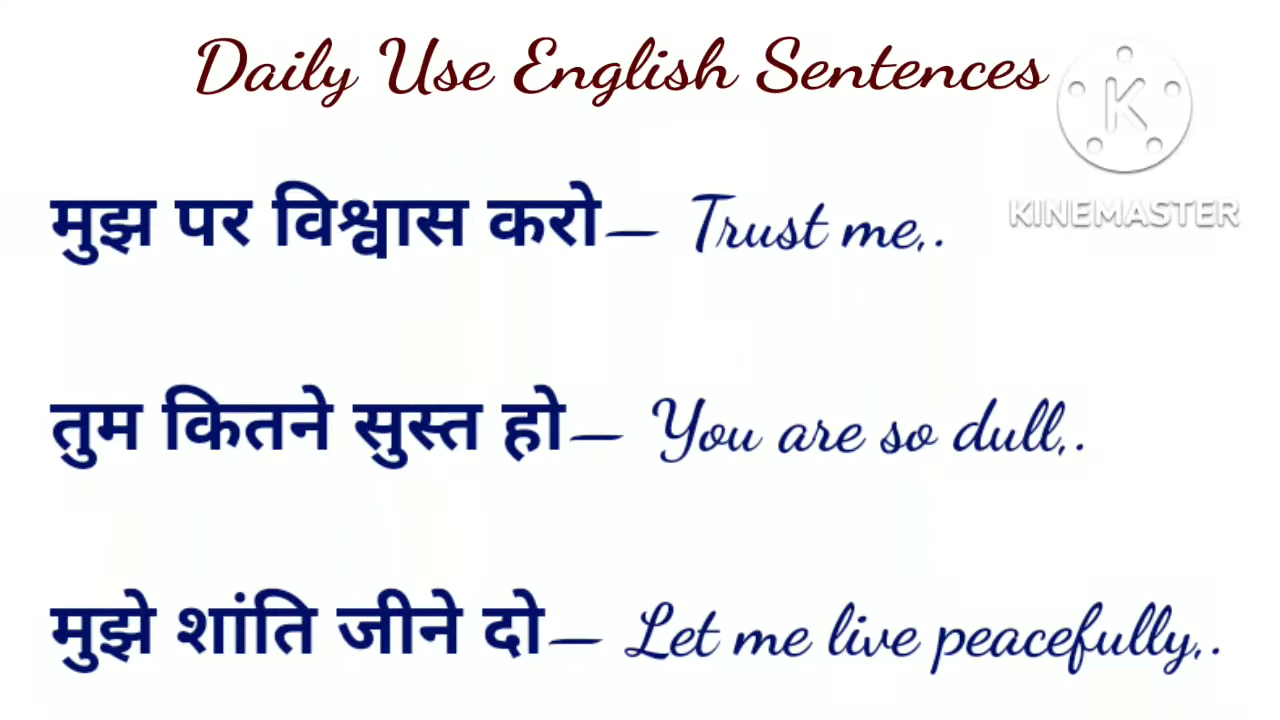 Daily Use English Sentences
K
KINEMASTER
मुझ पर विश्वास करो— Trust me,.
तुम कितने सुस्त हो— You are so dull,.
मुझे शांति जीने दो— Let me live peacefully,.